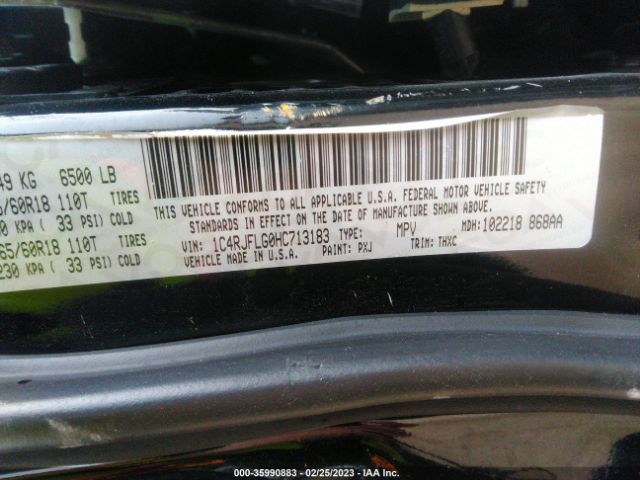 49 KG 6500 LB
5/60R18 110T TIRES
0 KPA ( 33 PSI) COLD
65/60R18 110T TIRES
230 KPA ( 33 PSI) COLD
THIS VEHICLE CONFORMS TO ALL APPLICABLE U.S.A. FEDERAL MOTOR VEHICLE SAFETY
STANDARDS IN EFFECT ON THE DATE OF MANUFACTURE SHOWN ABOVE.
VIN: 1C4RJFLG0HC713183 TYPE: MPV MDH:102218 868AA
VEHICLE MADE IN U.S.A. PAINT: PXJ TRIM: THXC
000-35990883 — 02/25/2023 — IAA Inc.